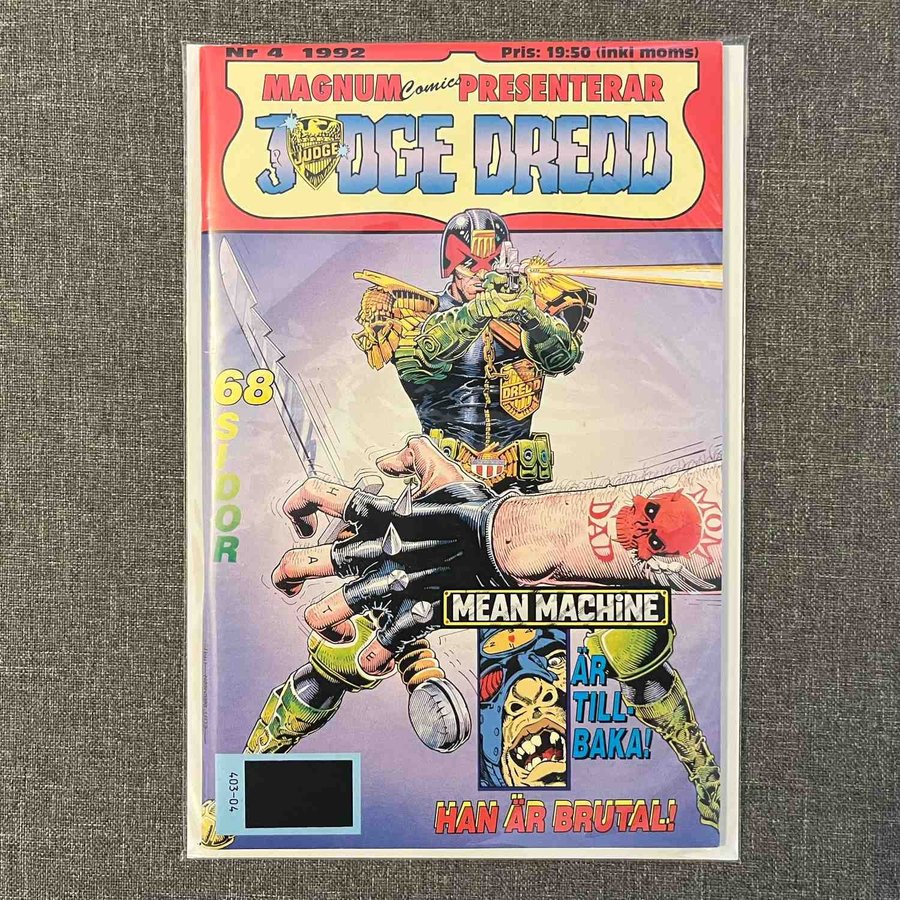 Nr 4 1992 Pris: 19:50 (inkl moms)
MAGNUM Comics PRESENTERAR
JUDGE DREDD
JUDGE
DREDD
68
SIDOR
HATE
MOM
DAD
MEAN MACHINE
ÄR
TILL-
BAKA!
HAN ÄR BRUTAL!
403-04